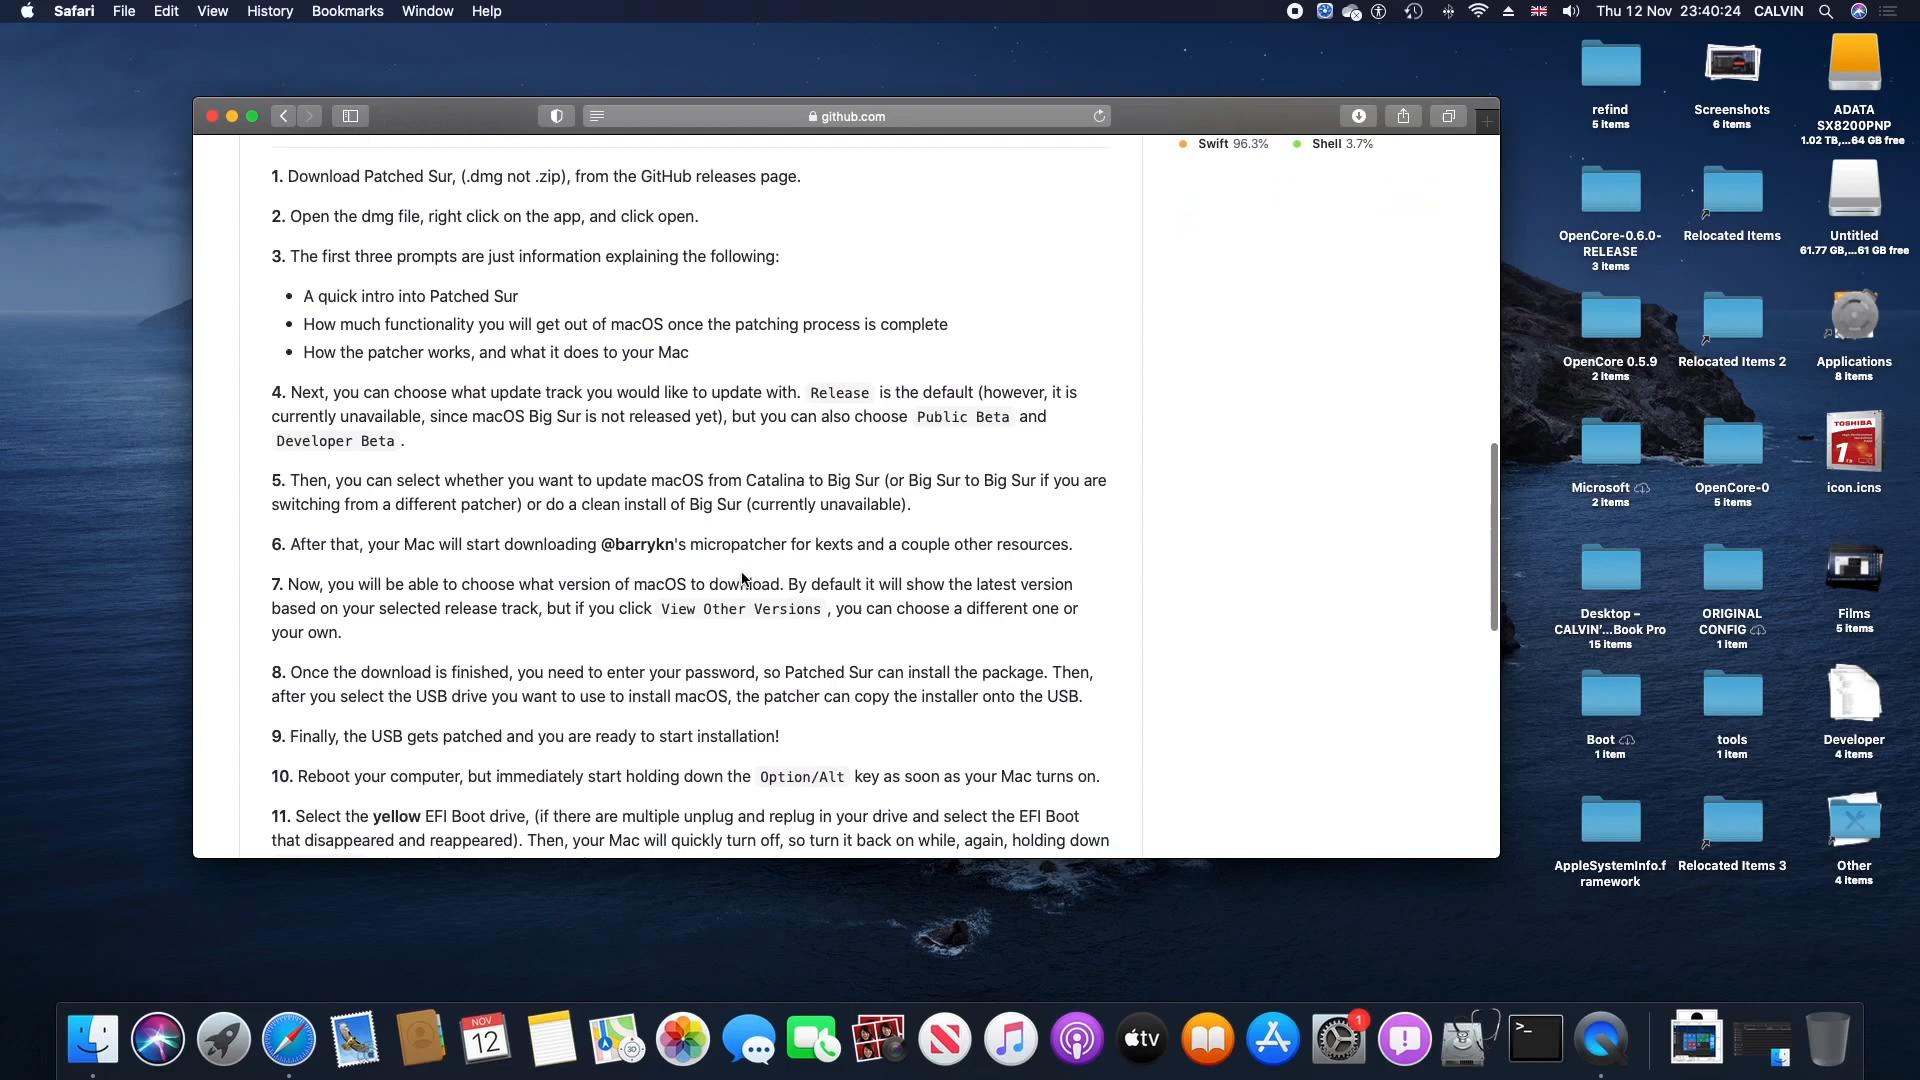 Safari File Edit View History Bookmarks Window Help
Thu 12 Nov 23:40:24 CALVIN
github.com
Swift 96.3% Shell 3.7%
1. Download Patched Sur, (.dmg not .zip), from the GitHub releases page.
2. Open the dmg file, right click on the app, and click open.
3. The first three prompts are just information explaining the following:
• A quick intro into Patched Sur
• How much functionality you will get out of macOS once the patching process is complete
• How the patcher works, and what it does to your Mac
4. Next, you can choose what update track you would like to update with. Release is the default (however, it is
currently unavailable, since macOS Big Sur is not released yet), but you can also choose Public Beta and
Developer Beta.
5. Then, you can select whether you want to update macOS from Catalina to Big Sur (or Big Sur to Big Sur if you are
switching from a different patcher) or do a clean install of Big Sur (currently unavailable).
6. After that, your Mac will start downloading @barrykn's micropatcher for kexts and a couple other resources.
7. Now, you will be able to choose what version of macOS to download. By default it will show the latest version
based on your selected release track, but if you click View Other Versions, you can choose a different one or
your own.
8. Once the download is finished, you need to enter your password, so Patched Sur can install the package. Then,
after you select the USB drive you want to use to install macOS, the patcher can copy the installer onto the USB.
9. Finally, the USB gets patched and you are ready to start installation!
10. Reboot your computer, but immediately start holding down the Option/Alt key as soon as your Mac turns on.
11. Select the yellow EFI Boot drive, (if there are multiple unplug and replug in your drive and select the EFI Boot
that disappeared and reappeared). Then, your Mac will quickly turn off, so turn it back on while, again, holding down
refind
5 items
Screenshots
6 items
ADATA
SX8200PNP
1.02 TB,...64 GB free
OpenCore-0.6.0-
RELEASE
3 items
Relocated Items
Untitled
61.77 GB,...61 GB free
OpenCore 0.5.9
2 items
Relocated Items 2
Applications
8 items
Microsoft
2 items
OpenCore-0
5 items
TOSHIBA
1
icon.icns
Desktop –
CALVIN'...Book Pro
15 items
ORIGINAL
CONFIG
1 item
Films
5 items
Boot
1 item
tools
1 item
Developer
4 items
AppleSystemInfo.f
ramework
Relocated Items 3
Other
4 items
NOV
12
3D
tv
1
>_